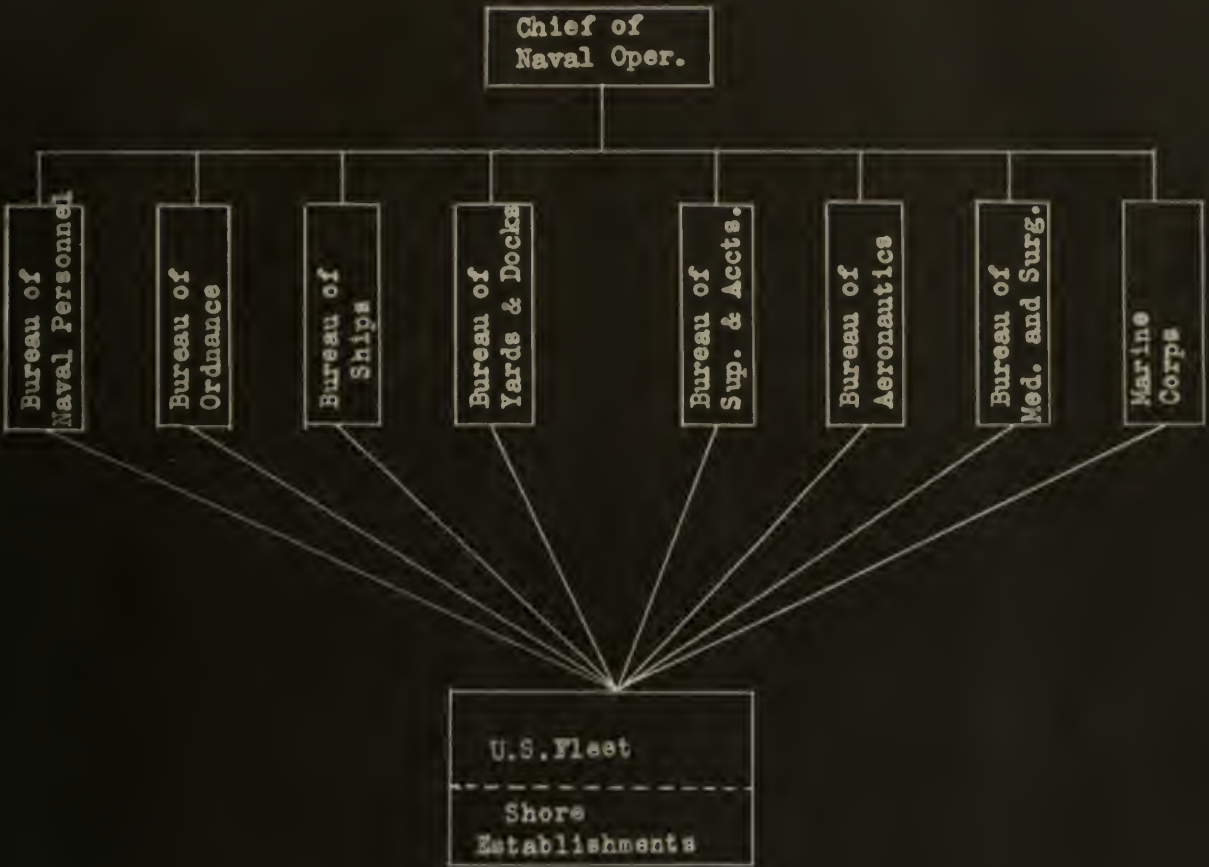 Chief of
Naval Oper.
Bureau of
Naval Personnel
Bureau of
Ordnance
Bureau of
Ships
Bureau of
Yards & Docks
Bureau of
Sup. & Accts.
Bureau of
Aeronautics
Bureau of
Med. and Surg.
Marine
Corps
U.S.Fleet
Shore
Establishments